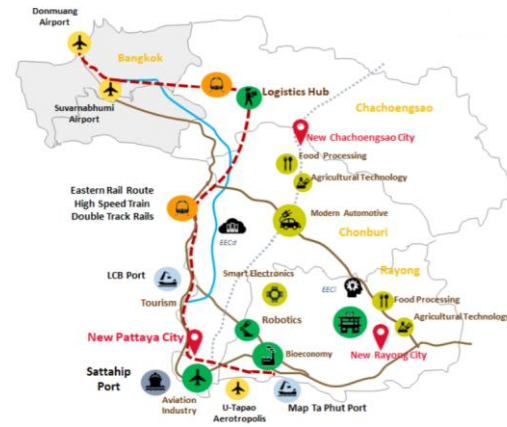 Donmuang
Airport
Bangkok
Suvarnabhumi
Airport
Logistics Hub
Chachoengsao
New Chachoengsao City
Food Processing
Agricultural Technology
Eastern Rail Route
High Speed Train
Double Track Rails
Modern Automotive
Chonburi
EECd
Rayong
LCB Port
Tourism
Smart Electronics
EECi
Food Processing
Agricultural Technology
Robotics
New Pattaya City
Bioeconomy
New Rayong City
Sattahip
Port
Aviation
Industry
U-Tapao
Aerotropolis
Map Ta Phut Port